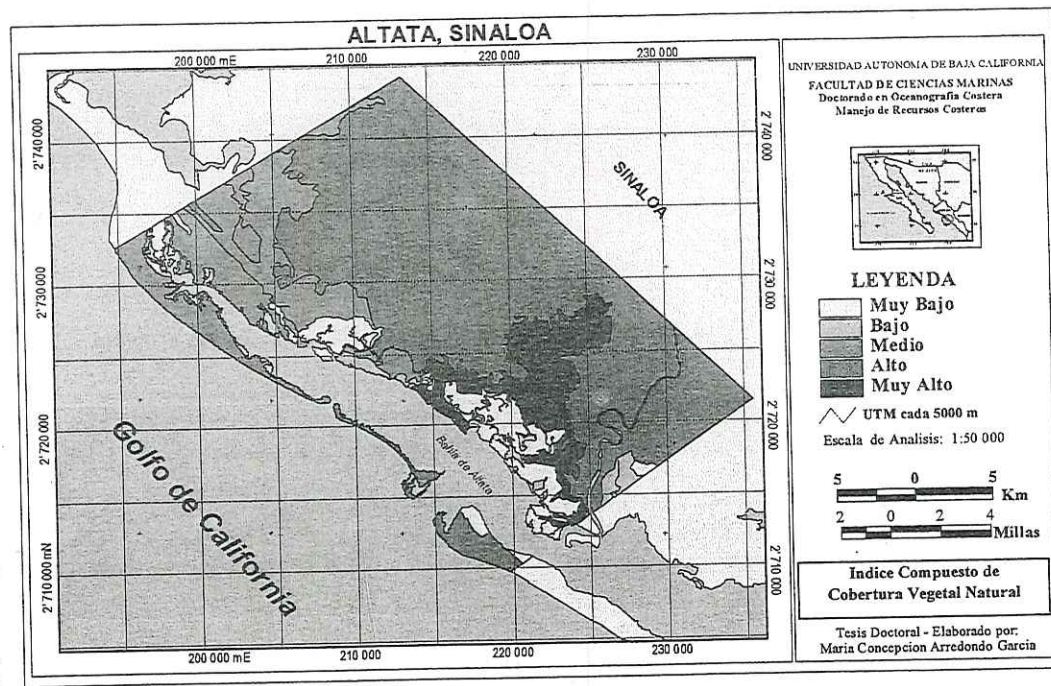 ALTATA, SINALOA
200 000 mE
210 000
220 000
230 000
2'740 000
2'730 000
2'720 000
2'710 000 mN
2'740 000
2'730 000
2'720 000
2'710 000
SINALOA
Bahia de Altata
Golfo de California
200 000 mE
210 000
220 000
230 000
UNIVERSIDAD AUTONOMA DE BAJA CALIFORNIA
FACULTAD DE CIENCIAS MARINAS
Doctorado en Oceanografia Costera
Manejo de Recursos Costeros
LEYENDA
Muy Bajo
Bajo
Medio
Alto
Muy Alto
UTM cada 5000 m
Escala de Analisis: 1:50 000
5 0 5
Km
2 0 2 4
Millas
Indice Compuesto de
Cobertura Vegetal Natural
Tesis Doctoral - Elaborado por:
Maria Concepcion Arredondo Garcia